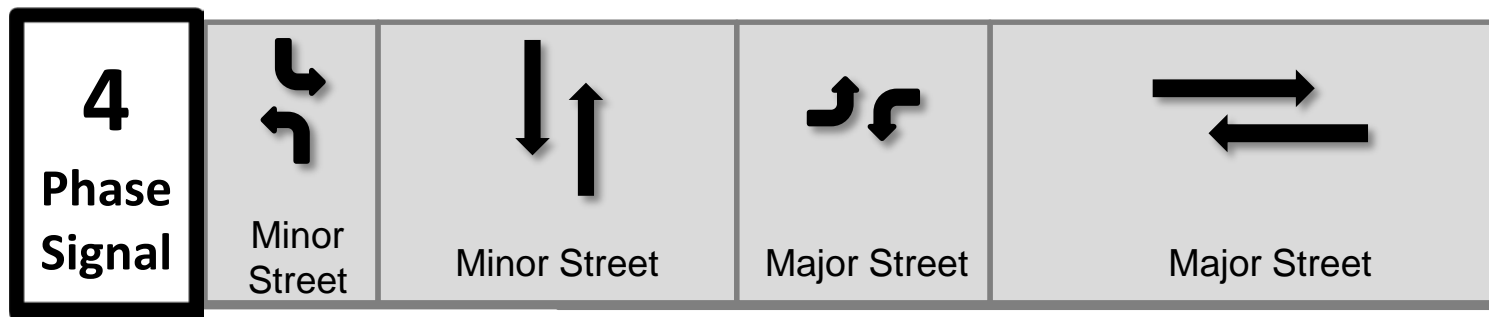 4
Phase
Signal
Minor
Street
Minor Street
Major Street
Major Street